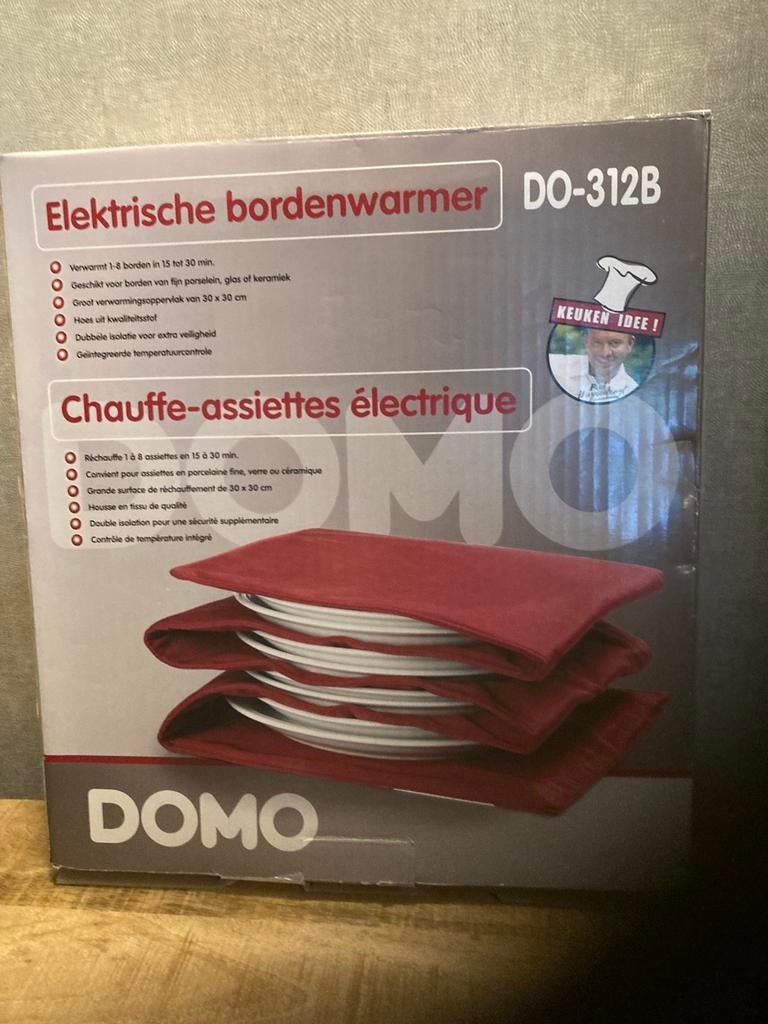 Elektrische bordenwarmer
DO-312B
Verwarmt 1-8 borden in 15 tot 30 min.
Geschikt voor borden van fijn porselein, glas of keramiek
Groot verwarmingsoppervlak van 30 x 30 cm
Hoes uit kwaliteitsstof
Dubbele isolatie voor extra veiligheid
Geïntegreerde temperatuurcontrole
KEUKEN IDEE!
Chauffe-assiettes électrique
DOMO
Réchauffe 1 à 8 assiettes en 15 à 30 min.
Convient pour assiettes en porcelaine fine, verre ou céramique
Grande surface de réchauffement de 30 x 30 cm
Housse en tissu de qualité
Double isolation pour une sécurité supplémentaire
Contrôle de température intégré
DOMO